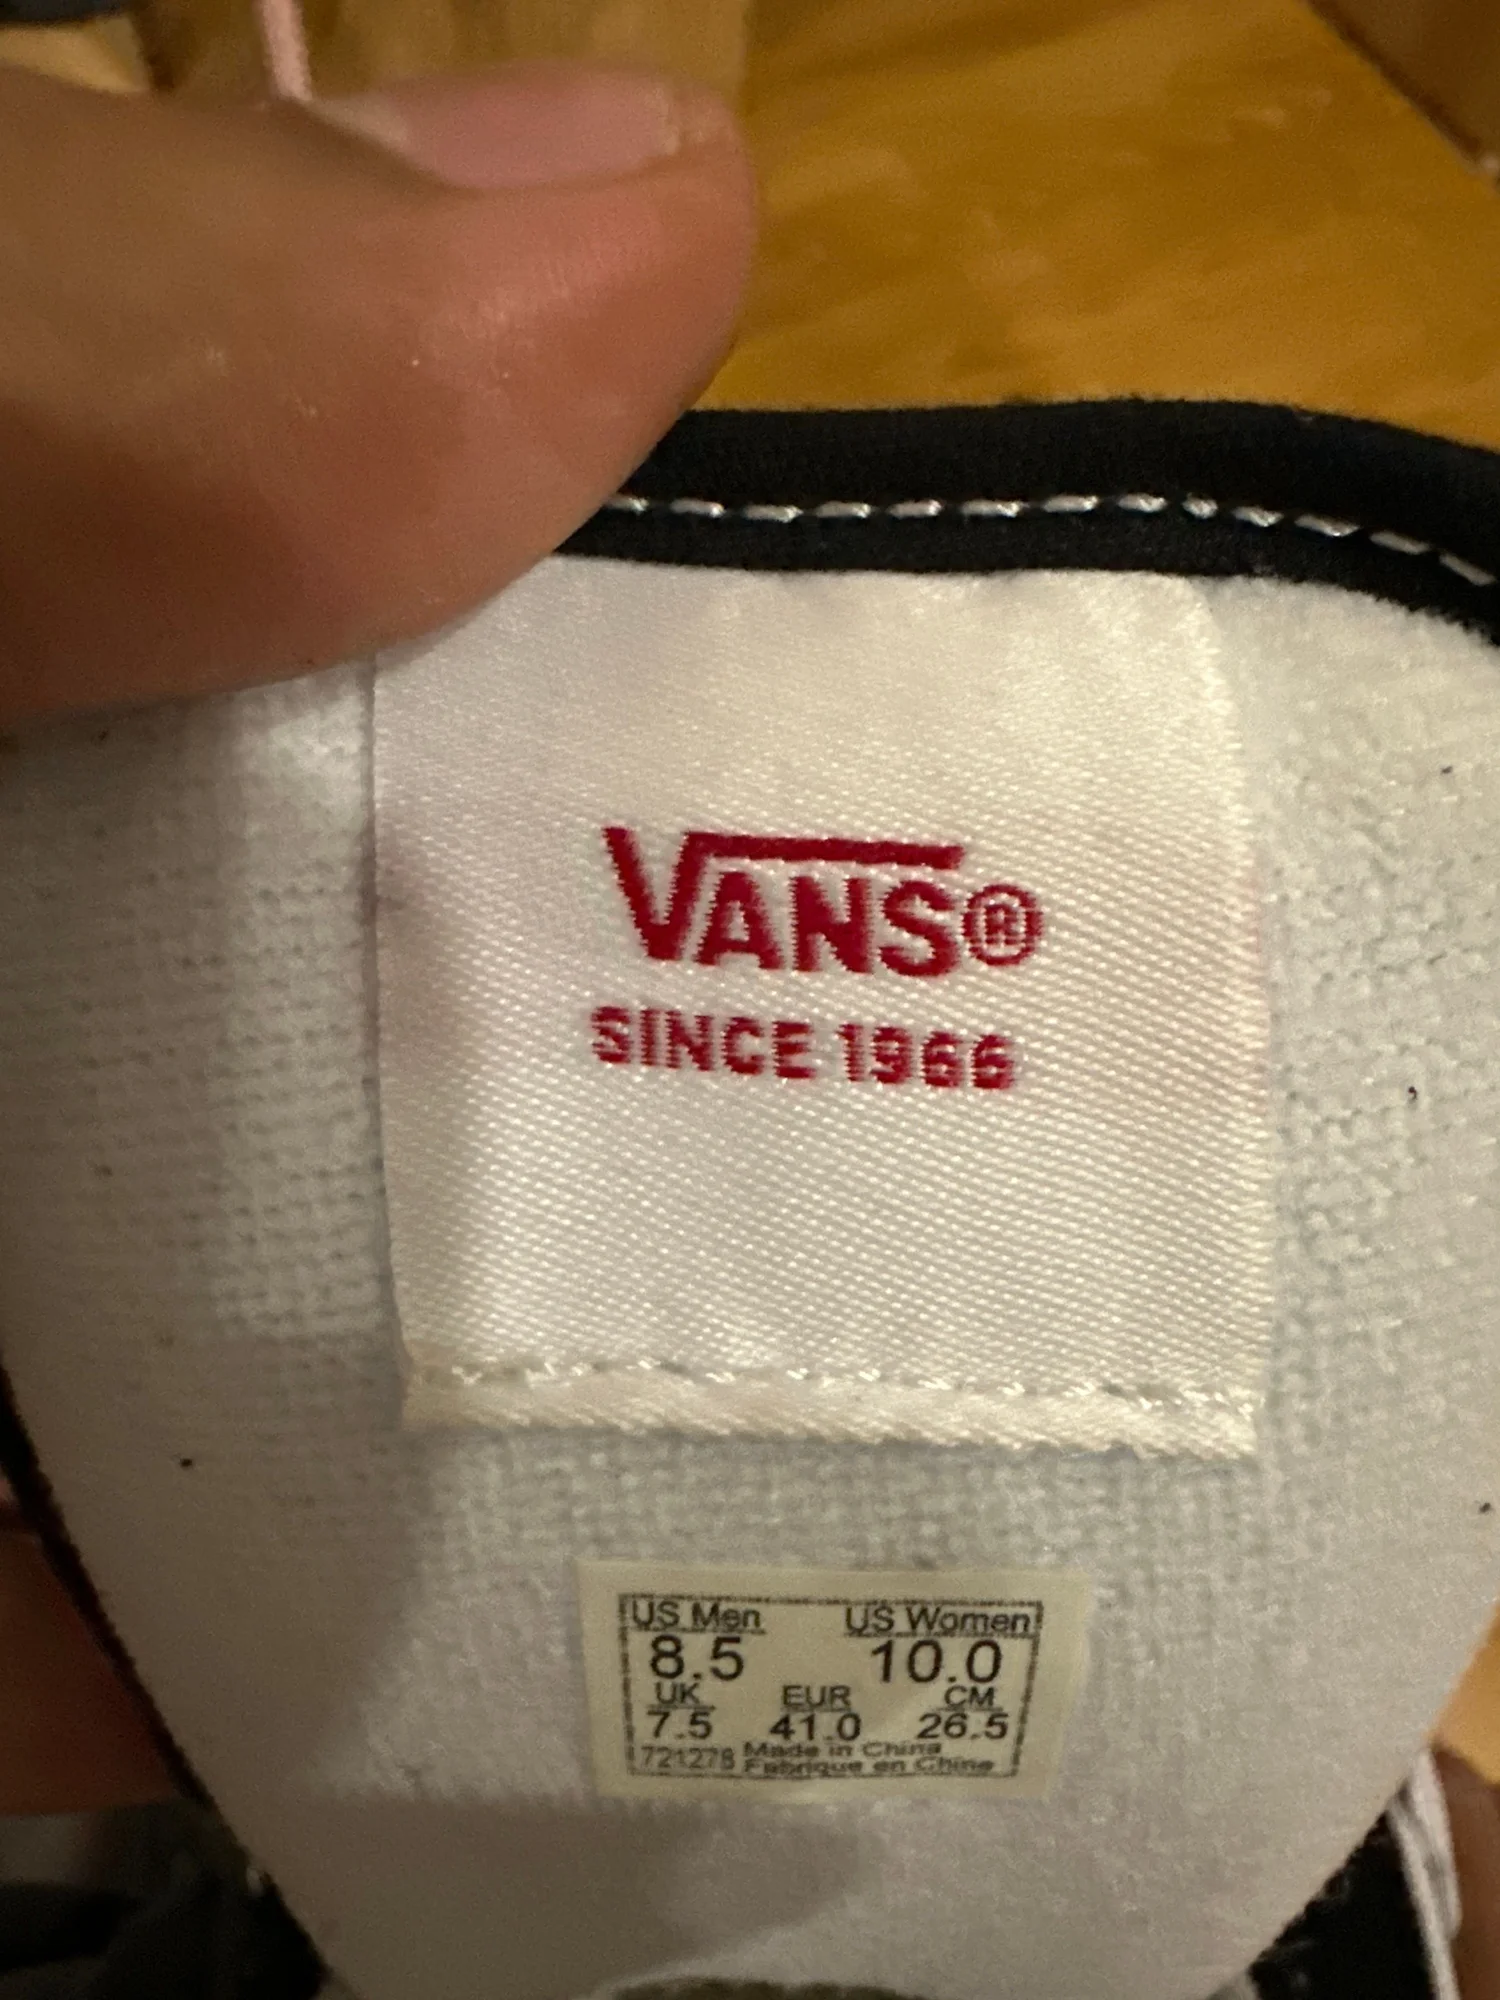 VANS®
SINCE 1966
US Men US Women
8.5 10.0
UK EUR CM
7.5 41.0 26.5
721278 Made in China
Fabrique en Chine